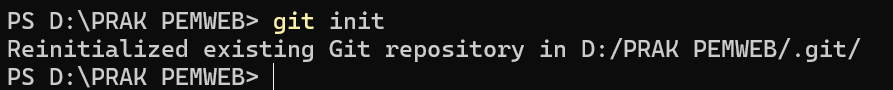 PS D:\PRAK PEMWEB> git init
Reinitialized existing Git repository in D:/PRAK PEMWEB/.git/
PS D:\PRAK PEMWEB>